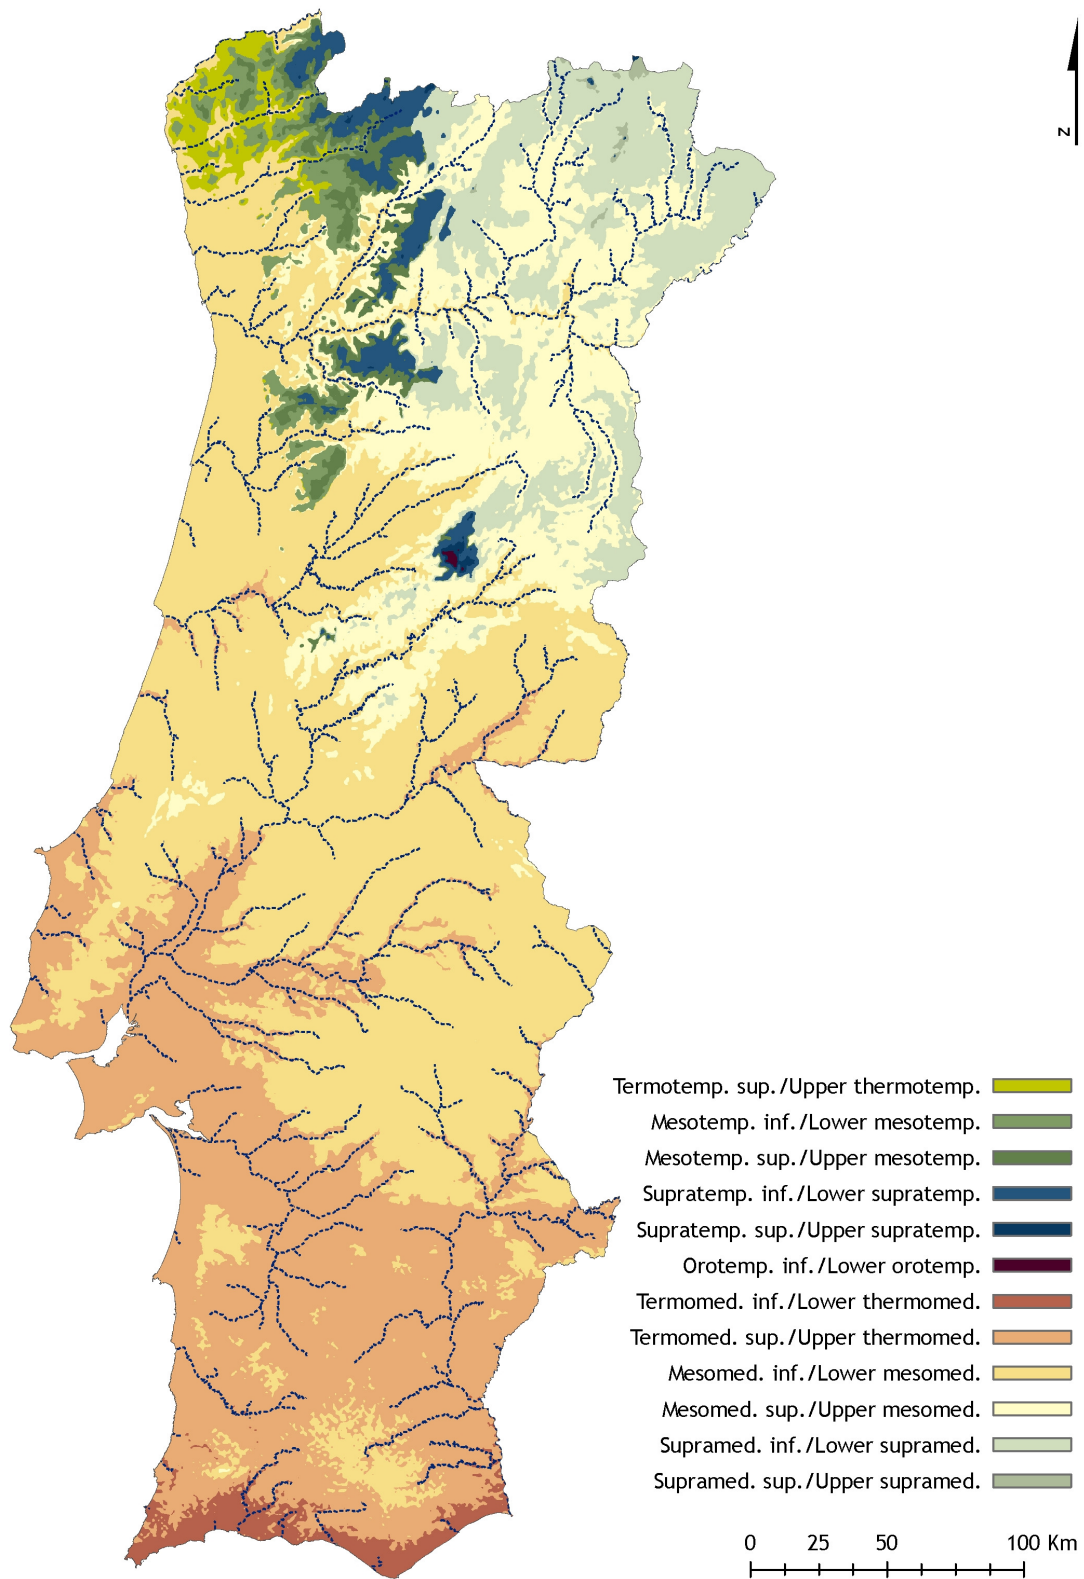 N
Termotemp. sup./Upper thermotemp.
Mesotemp. inf./Lower mesotemp.
Mesotemp. sup./Upper mesotemp.
Supratemp. inf./Lower supratemp.
Supratemp. sup./Upper supratemp.
Orotemp. inf./Lower orotemp.
Termomed. inf./Lower thermomed.
Termomed. sup./Upper thermomed.
Mesomed. inf./Lower mesomed.
Mesomed. sup./Upper mesomed.
Supramed. inf./Lower supramed.
Supramed. sup./Upper supramed.
0 25 50 100 Km